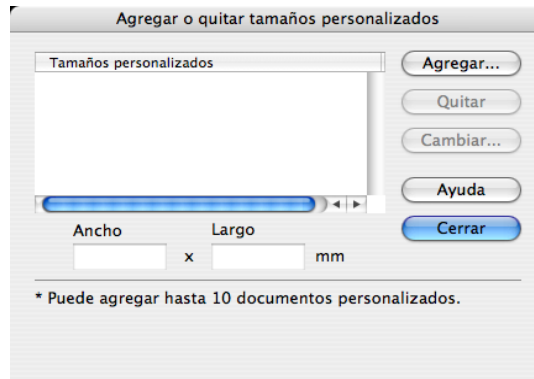 Agregar o quitar tamaños personalizados
Tamaños personalizados
Agregar...
Quitar
Cambiar...
Ayuda
Cerrar
Ancho Largo
x mm
* Puede agregar hasta 10 documentos personalizados.